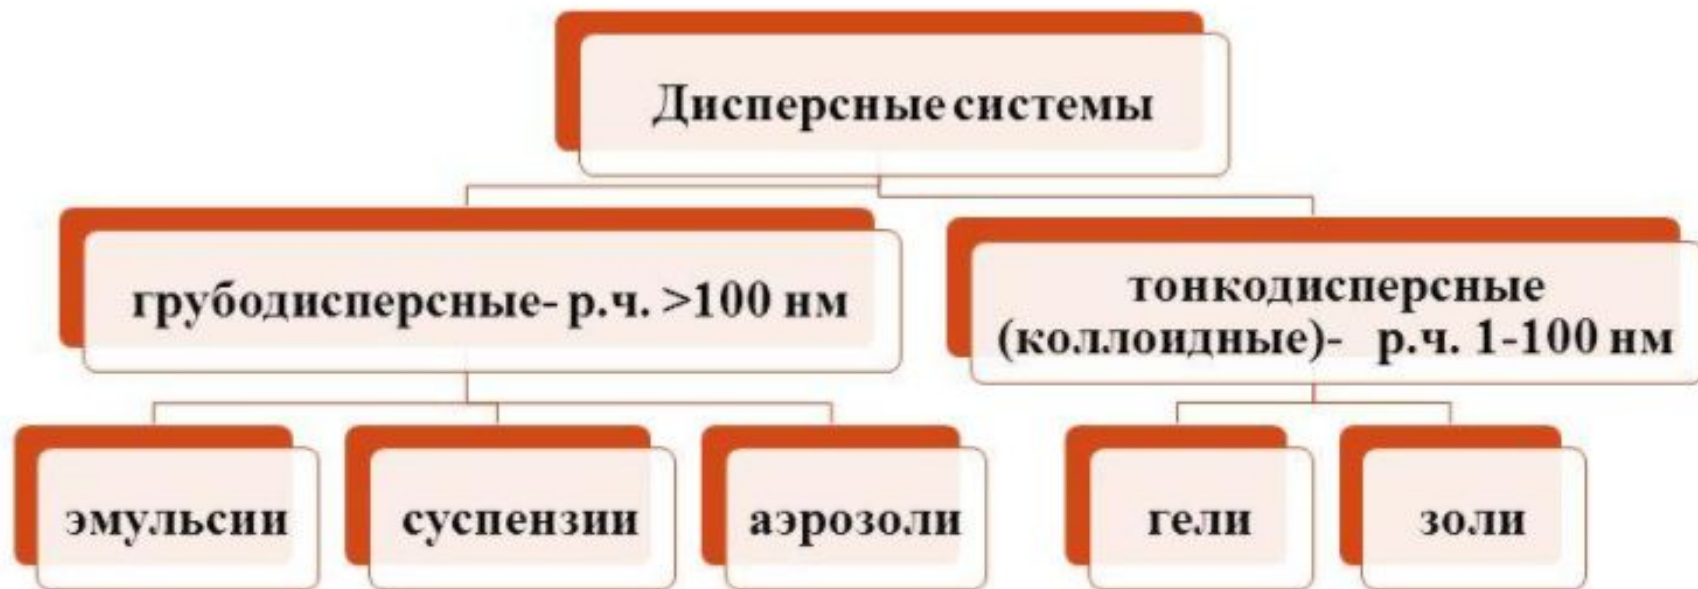 Дисперсные системы
грубодисперсные- р.ч. >100 нм
тонкодисперсные
(коллоидные)- р.ч. 1-100 нм
эмульсии
суспензии
аэрозоли
гели
золи